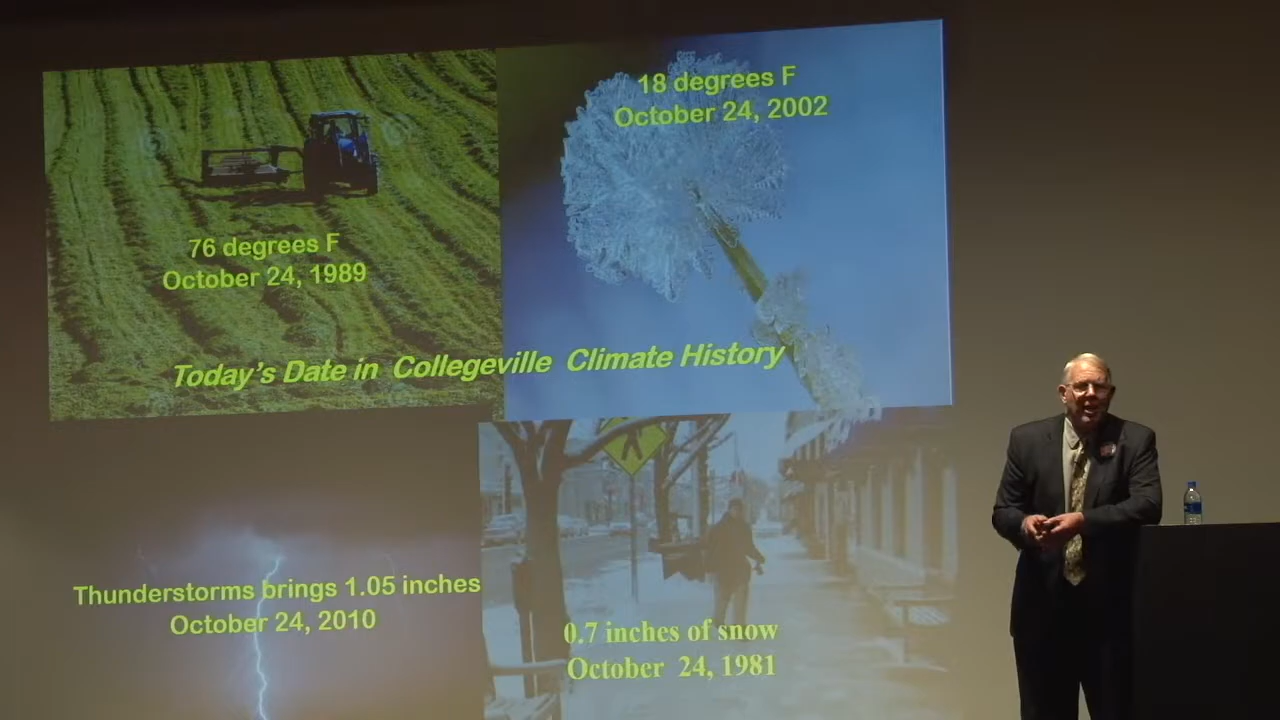 18 degrees F
October 24, 2002
76 degrees F
October 24, 1989
Today's Date in Collegeville Climate History
Thunderstorms brings 1.05 inches
October 24, 2010
0.7 inches of snow
October 24, 1981